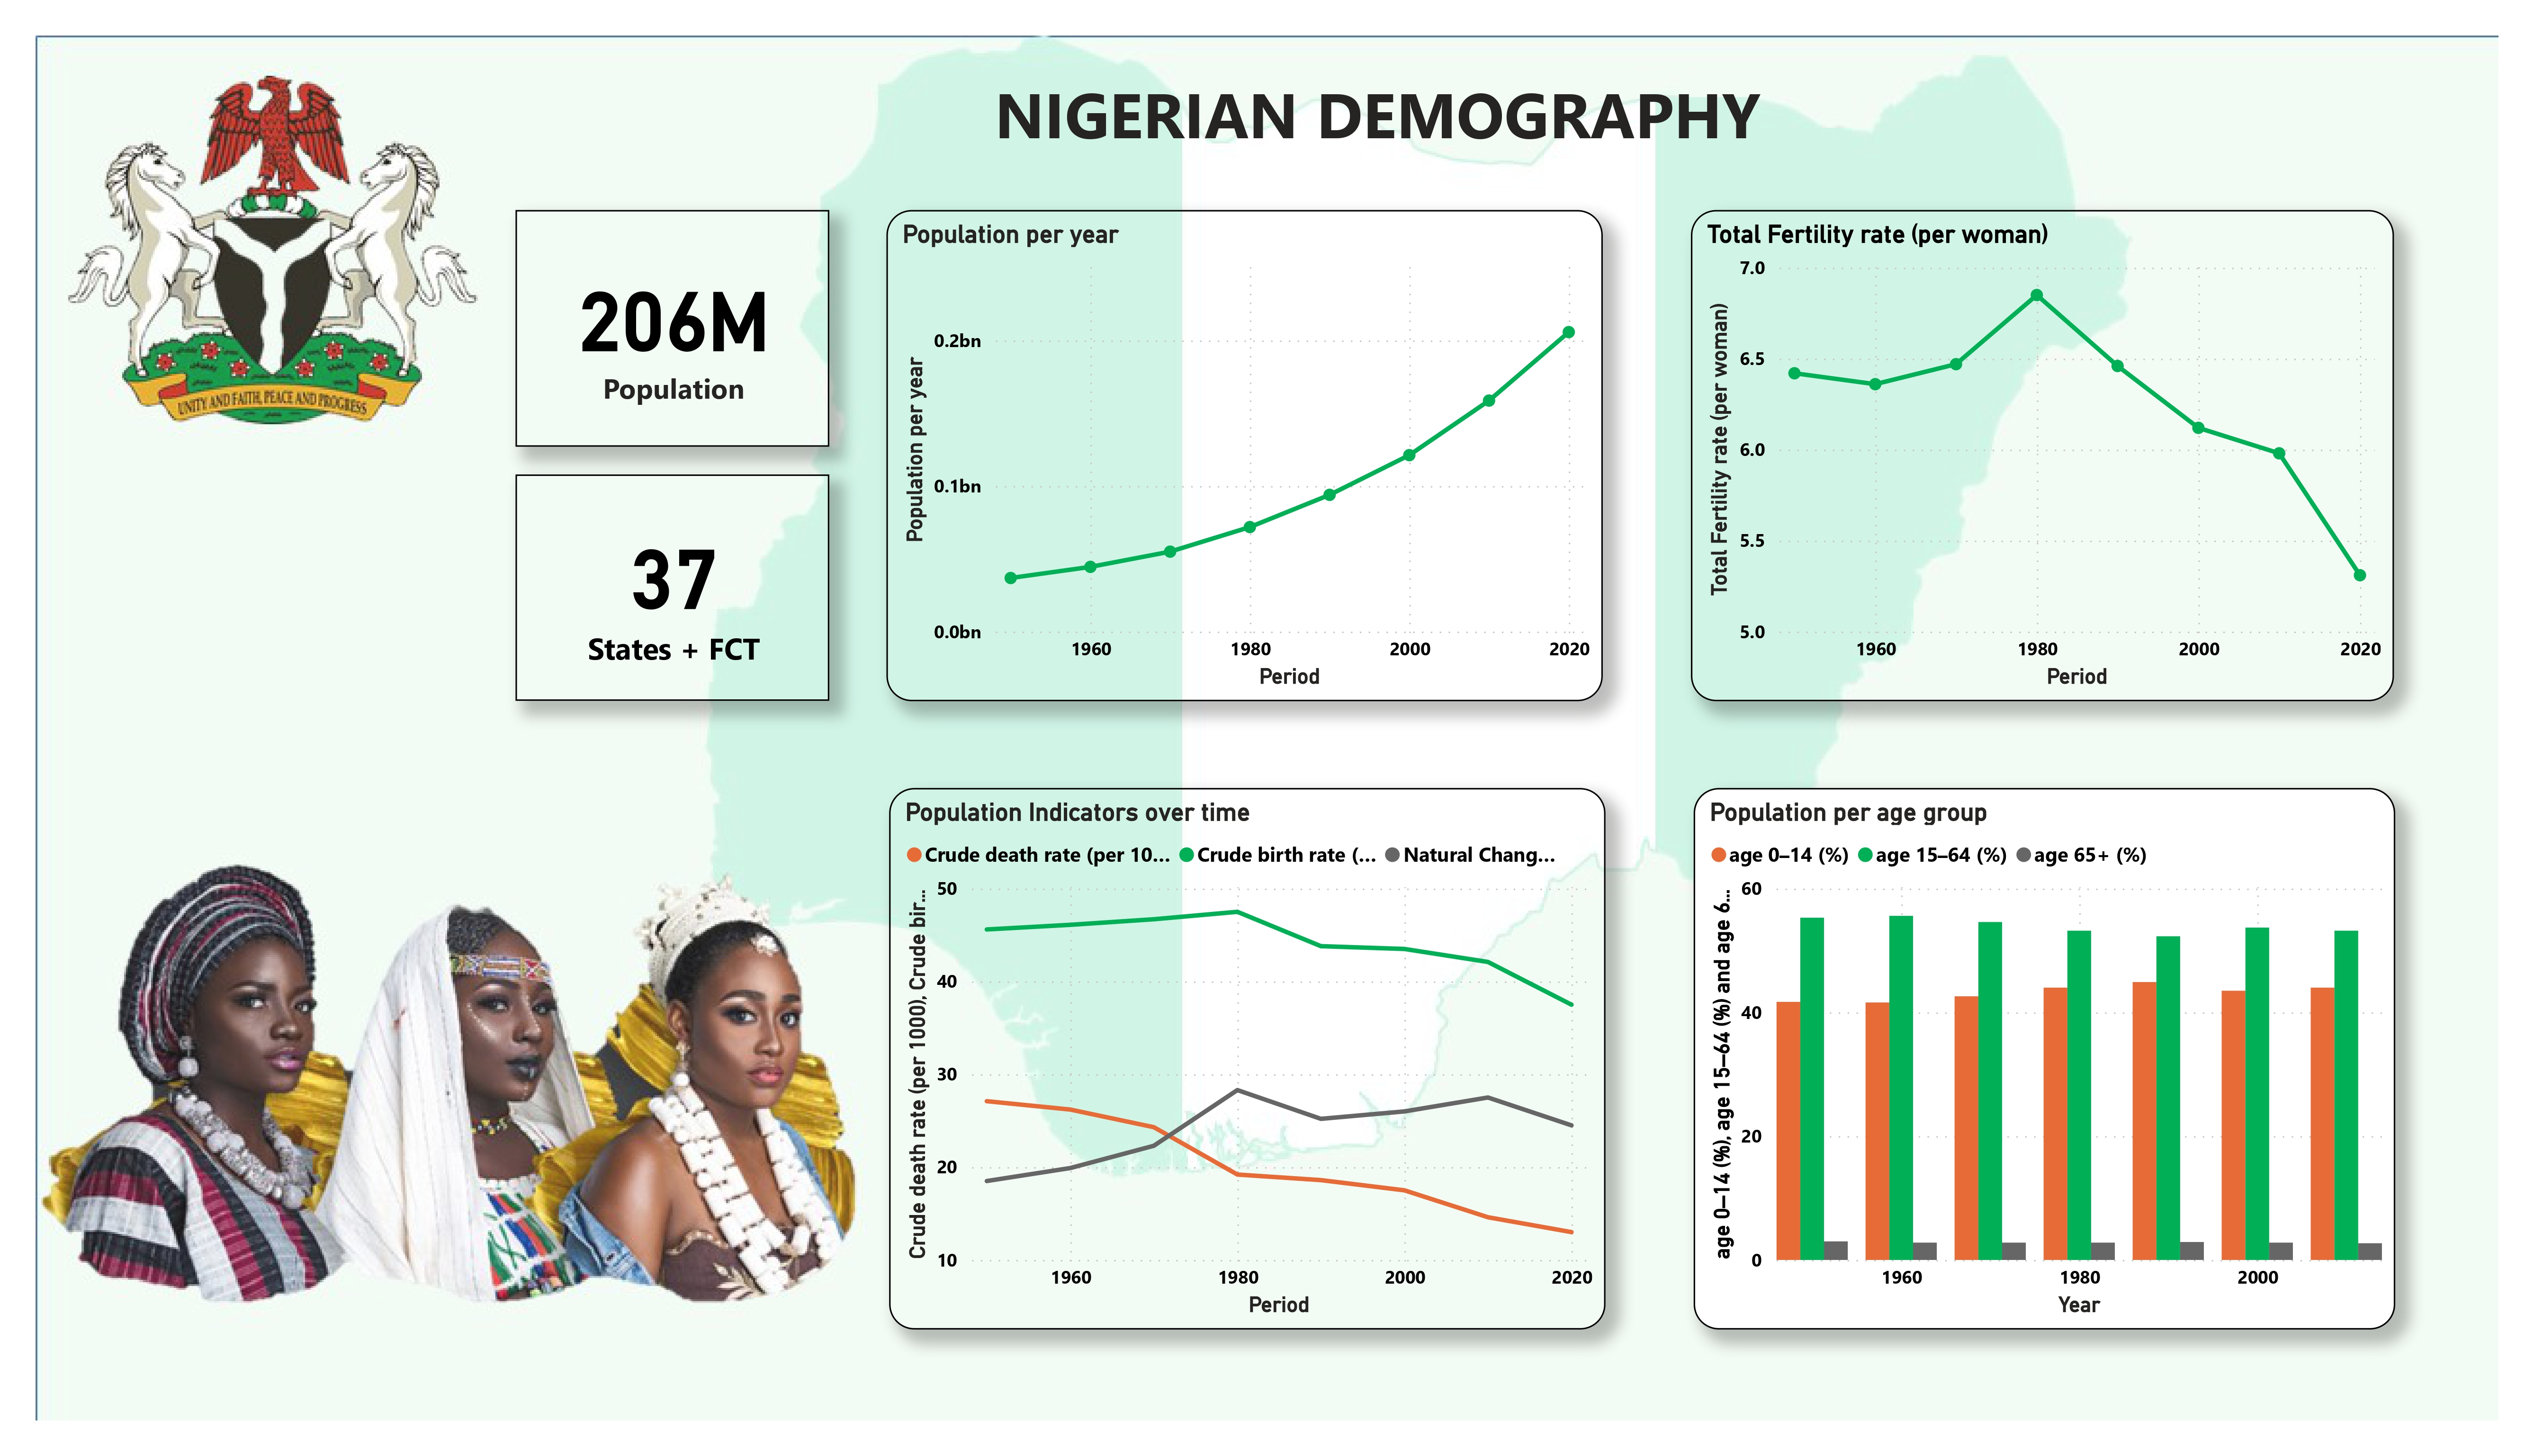 NIGERIAN DEMOGRAPHY
UNITY AND FAITH, PEACE AND PROGRESS
206M
Population
37
States + FCT
Population per year
Population per year
0.2bn
0.1bn
0.0bn
1960 1980 2000 2020
Period
Total Fertility rate (per woman)
Total Fertility rate (per woman)
7.0
6.5
6.0
5.5
5.0
1960 1980 2000 2020
Period
Population Indicators over time
Crude death rate (per 10... Crude birth rate (... Natural Chang...
Crude death rate (per 1000), Crude bir...
50
40
30
20
10
1960 1980 2000 2020
Period
Population per age group
age 0–14 (%) age 15–64 (%) age 65+ (%)
age 0–14 (%), age 15–64 (%) and age 6...
60
40
20
0
1960 1980 2000
Year